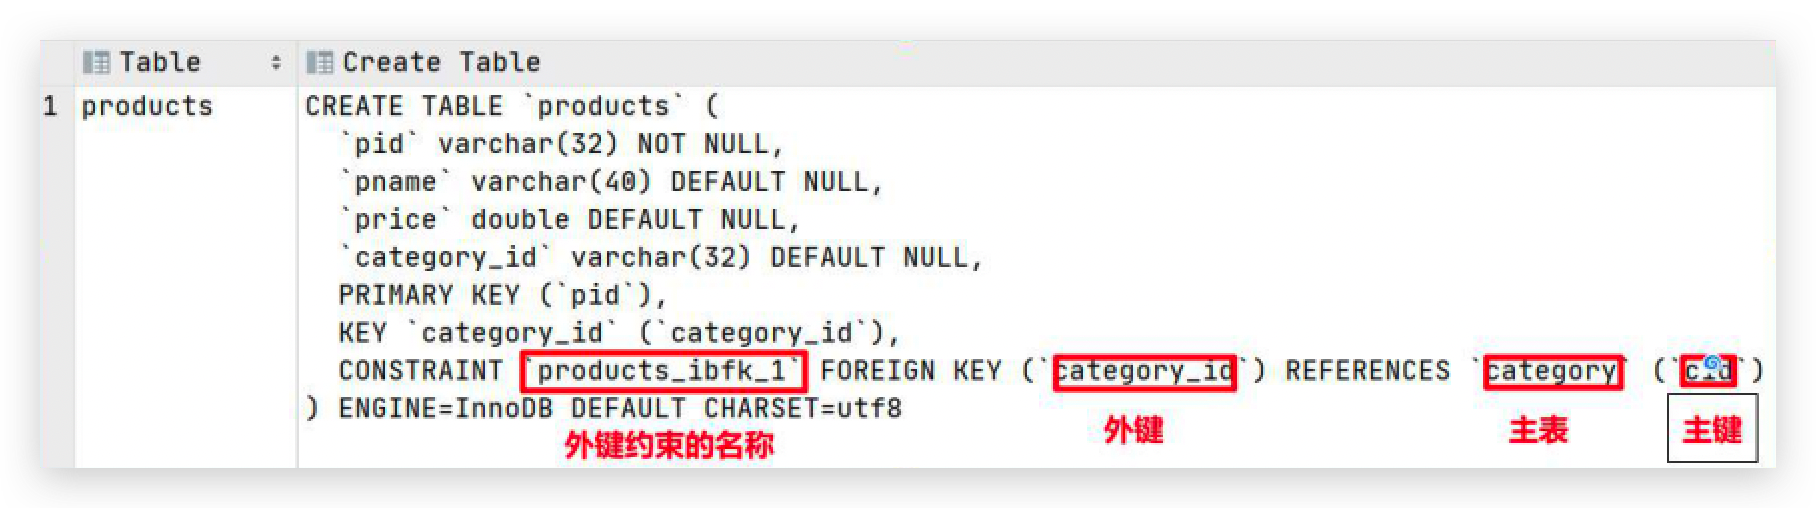 Table Create Table
1 products CREATE TABLE `products` (
`pid` varchar(32) NOT NULL,
`pname` varchar(40) DEFAULT NULL,
`price` double DEFAULT NULL,
`category_id` varchar(32) DEFAULT NULL,
PRIMARY KEY (`pid`),
KEY `category_id` (`category_id`),
CONSTRAINT `products_ibfk_1` FOREIGN KEY (`category_id`) REFERENCES `category` (`cid`)
) ENGINE=InnoDB DEFAULT CHARSET=utf8
外键约束的名称 外键 主表 主键